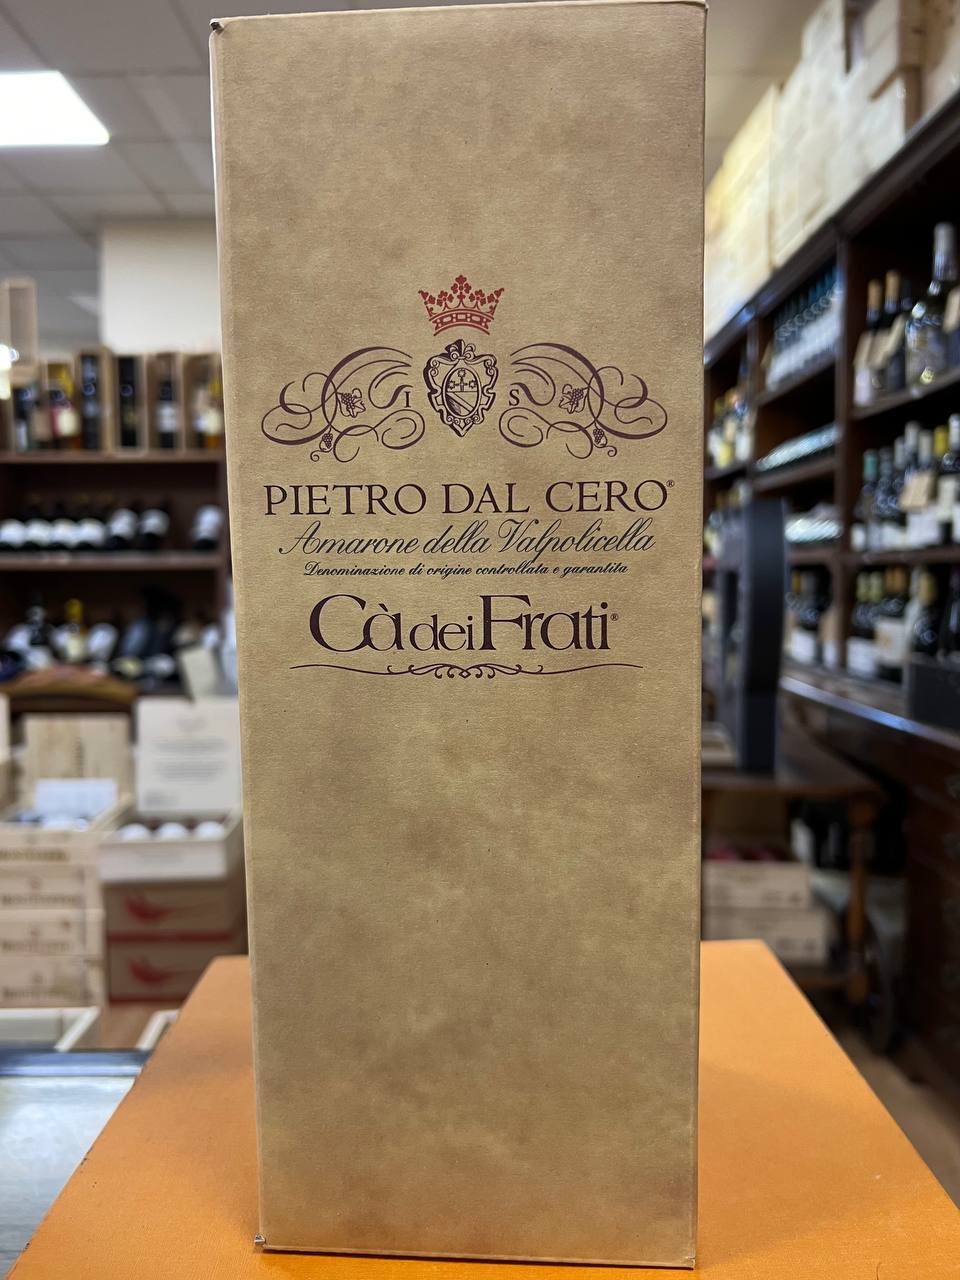 I S
PIETRO DAL CERO®
Amarone della Valpolicella
Denominazione di origine controllata e garantita
Cà dei Frati®